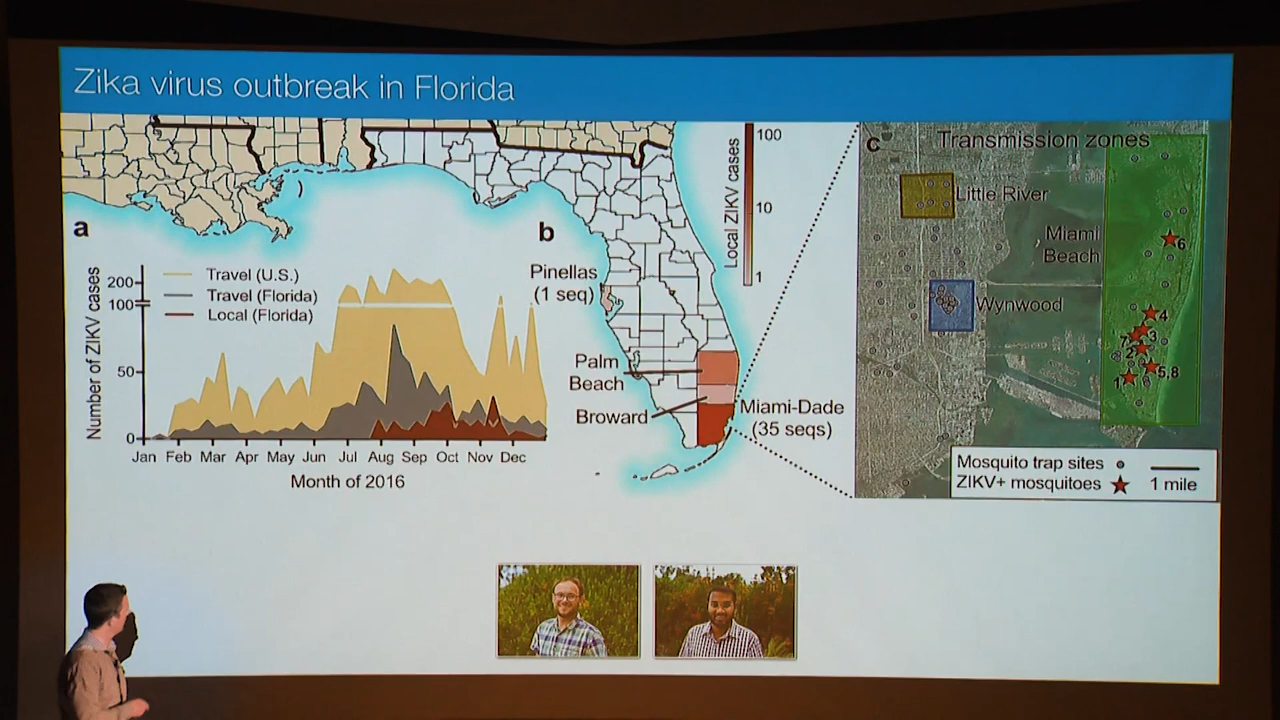 Zika virus outbreak in Florida
a
Number of ZIKV cases
200
100
50
0
Travel (U.S.)
Travel (Florida)
Local (Florida)
Jan Feb Mar Apr May Jun Jul Aug Sep Oct Nov Dec
Month of 2016
b
Local ZIKV cases
100
10
1
Pinellas
(1 seq)
Palm
Beach
Broward
Miami-Dade
(35 seqs)
c
Transmission zones
Little River
Miami
Beach
Wynwood
6
4
3
7
2
1
5,8
Mosquito trap sites
ZIKV+ mosquitoes
1 mile